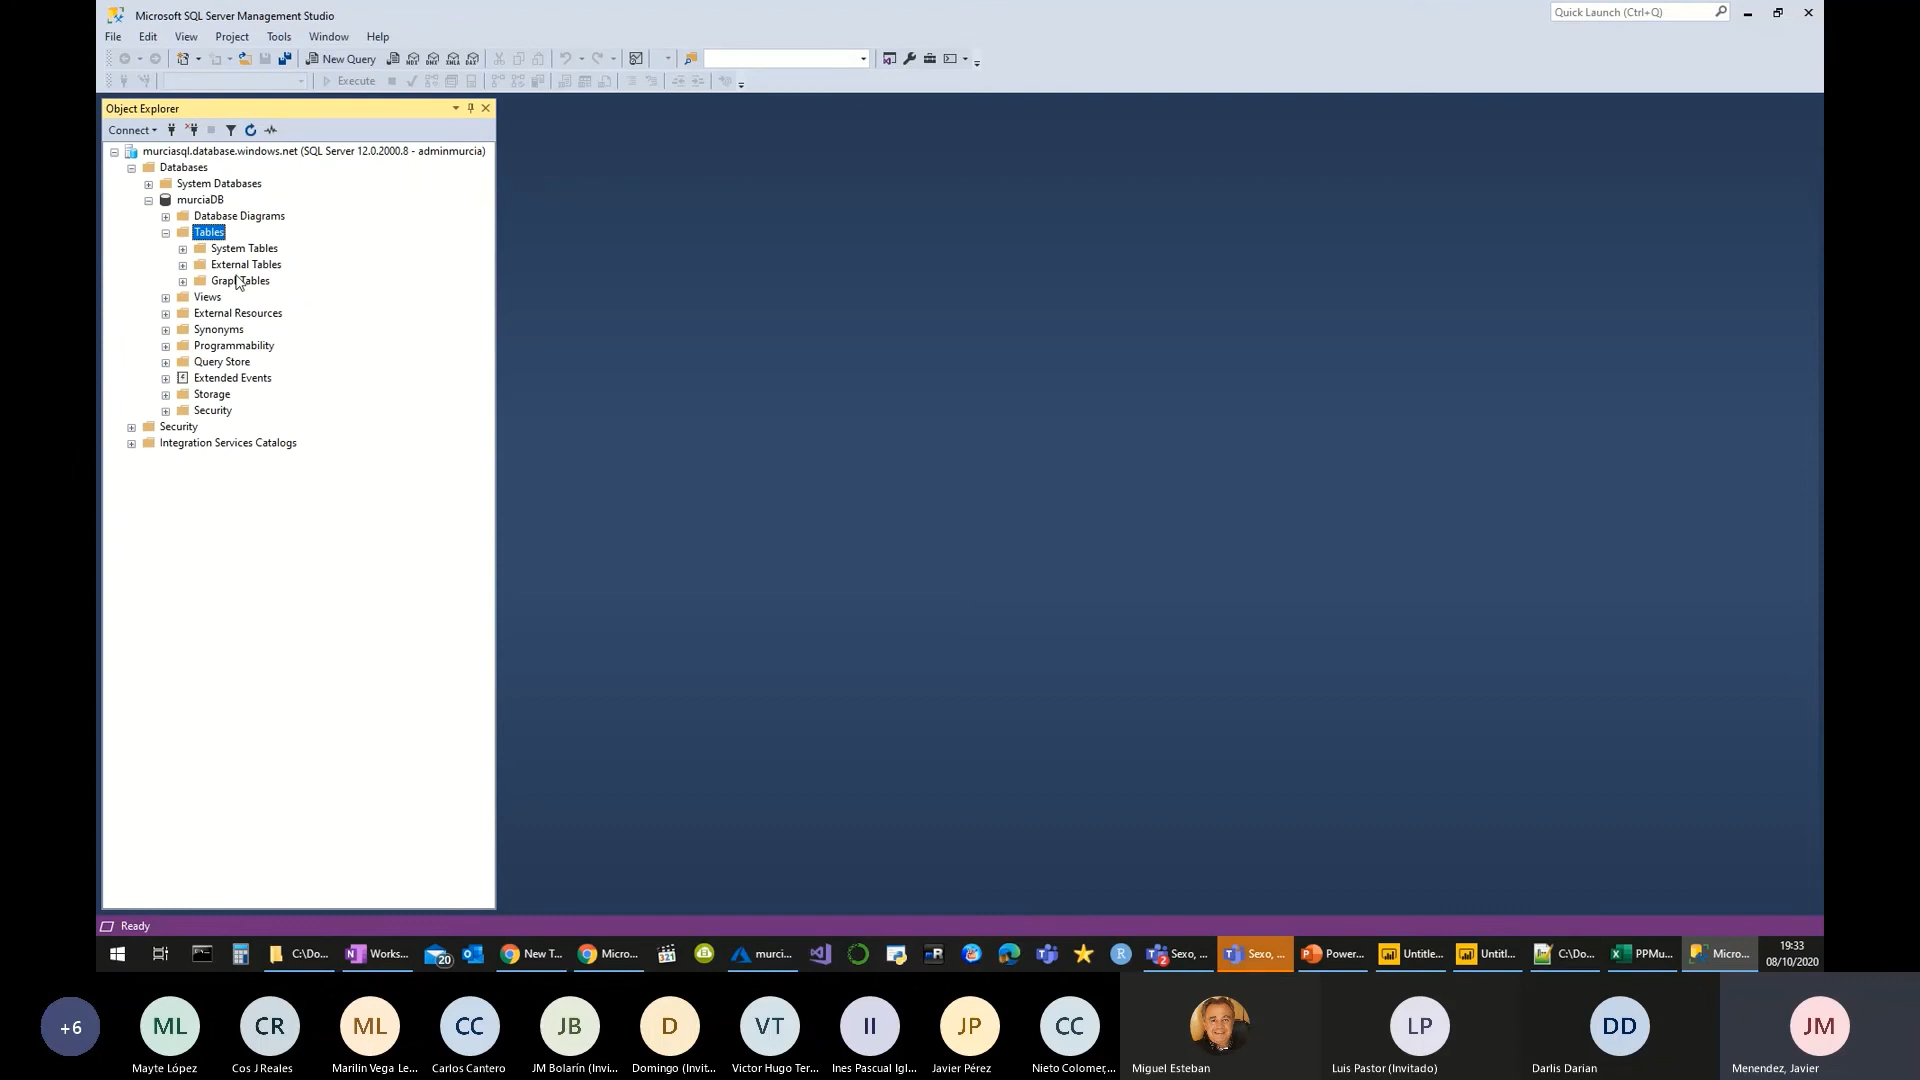 Microsoft SQL Server Management Studio
Quick Launch (Ctrl+Q)
File Edit View Project Tools Window Help
New Query
Execute
Object Explorer
Connect
murciasql.database.windows.net (SQL Server 12.0.2000.8 - adminmurcia)
Databases
System Databases
murciaDB
Database Diagrams
Tables
System Tables
External Tables
Graph Tables
Views
External Resources
Synonyms
Programmability
Query Store
Extended Events
Storage
Security
Security
Integration Services Catalogs
Ready
C:\Do... Works... 20 New T... Micro... 321 murci... R Sexo, ... 2 Sexo, ... Power... Untitle... Untitl... C:\Do... PPMu... Micro... 19:33
08/10/2020
+6 ML CR ML CC JB D VT II JP CC LP DD JM
Mayte López Cos J Reales Marilin Vega Le... Carlos Cantero JM Bolarín (Invi... Domingo (Invit... Victor Hugo Ter... Ines Pascual Igl... Javier Pérez Nieto Colomer,... Miguel Esteban Luis Pastor (Invitado) Darlis Darian Menendez, Javier